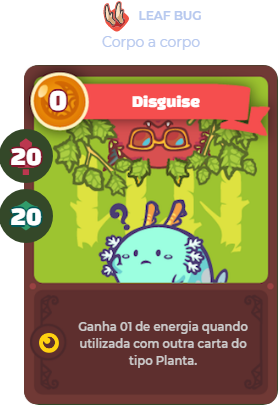 LEAF BUG
Corpo a corpo
0
Disguise
20
20
?
Ganha 01 de energia quando
utilizada com outra carta do
tipo Planta.